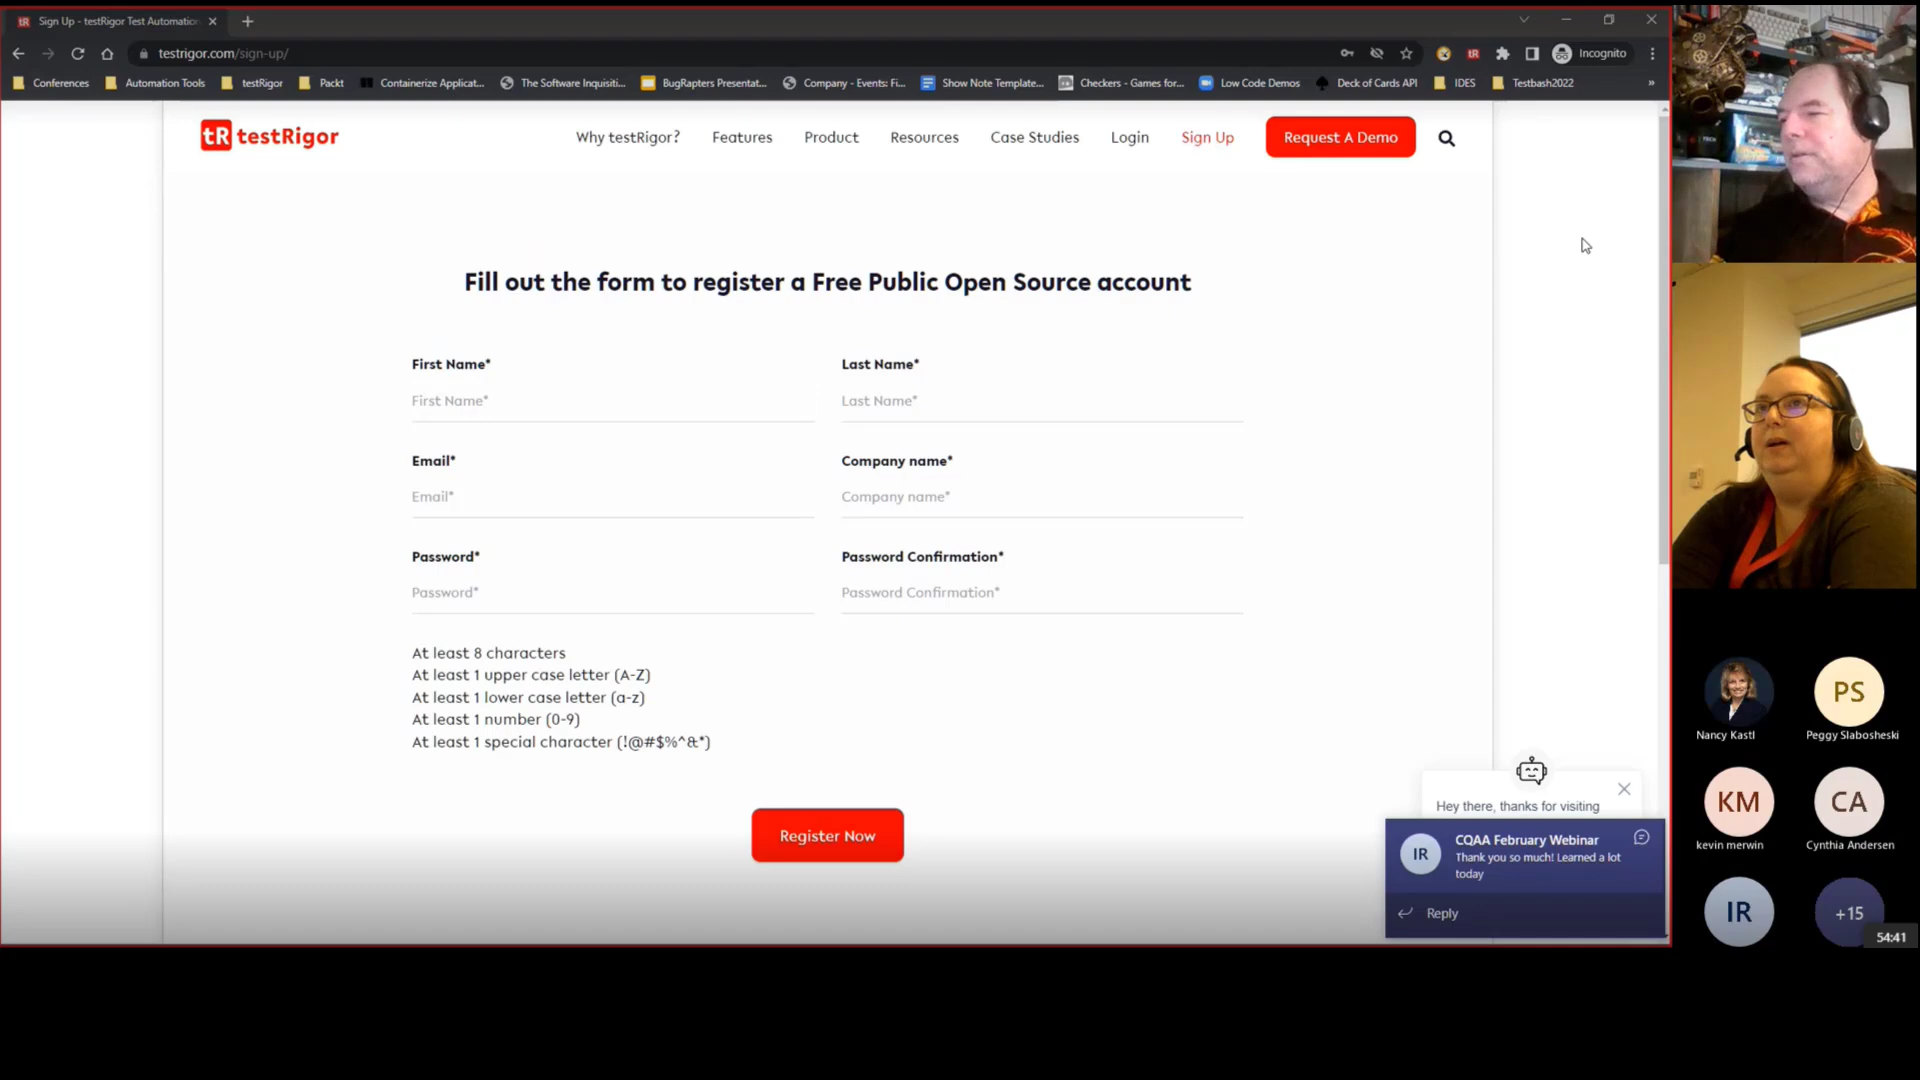 tR Sign Up - testRigor Test Automation
testrigor.com/sign-up/
Incognito
Conferences
Automation Tools
testRigor
Packt
Containerize Applicat...
The Software Inquisiti...
BugRapters Presentat...
Company - Events: Fi...
Show Note Template...
Checkers - Games for...
Low Code Demos
Deck of Cards API
IDES
Testbash2022
»
tR testRigor
Why testRigor?
Features
Product
Resources
Case Studies
Login
Sign Up
Request A Demo
Fill out the form to register a Free Public Open Source account
First Name*
First Name*
Last Name*
Last Name*
Email*
Email*
Company name*
Company name*
Password*
Password*
Password Confirmation*
Password Confirmation*
At least 8 characters
At least 1 upper case letter (A-Z)
At least 1 lower case letter (a-z)
At least 1 number (0-9)
At least 1 special character (!@#$%^&*)
Register Now
Hey there, thanks for visiting
IR
CQAA February Webinar
Thank you so much! Learned a lot
today
Reply
Nancy Kastl
PS
Peggy Slabosheski
KM
kevin merwin
CA
Cynthia Andersen
IR
+15
54:41